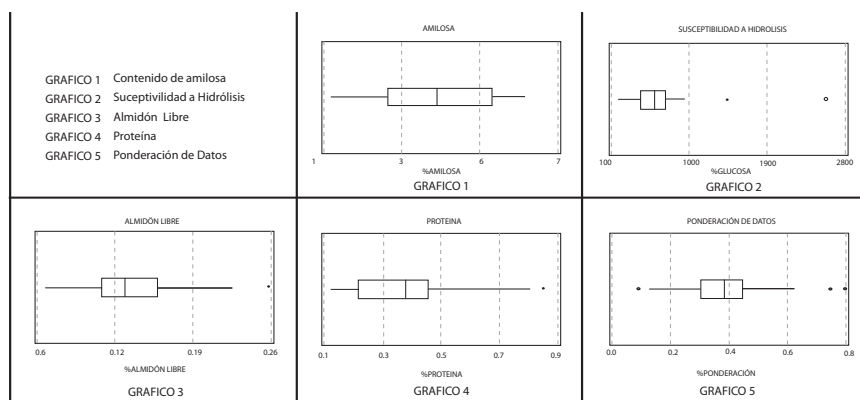 GRAFICO 1 Contenido de amilosa
GRAFICO 2 Suceptivilidad a Hidrólisis
GRAFICO 3 Almidón Libre
GRAFICO 4 Proteína
GRAFICO 5 Ponderación de Datos
AMILOSA
1 3 6 7
%AMILOSA
GRAFICO 1
SUSCEPTIBILIDAD A HIDROLISIS
100 1000 1900 2800
%GLUCOSA
GRAFICO 2
ALMIDÓN LIBRE
0.6 0.12 0.19 0.26
%ALMIDÓN LIBRE
GRAFICO 3
PROTEINA
0.1 0.3 0.4 0.5 0.9
%PROTEINA
GRAFICO 4
PONDERACIÓN DE DATOS
0.0 0.2 0.4 0.6 0.8
%PONDERACIÓN
GRAFICO 5